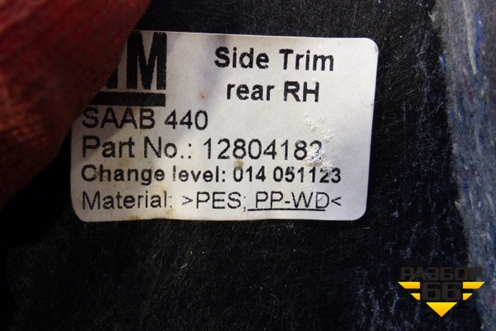 Side Trim
rear RH
SAAB 440
Part No.: 12804182
Change level: 014 051123
Material: >PES; PP-WD<
РАЗБОР
66